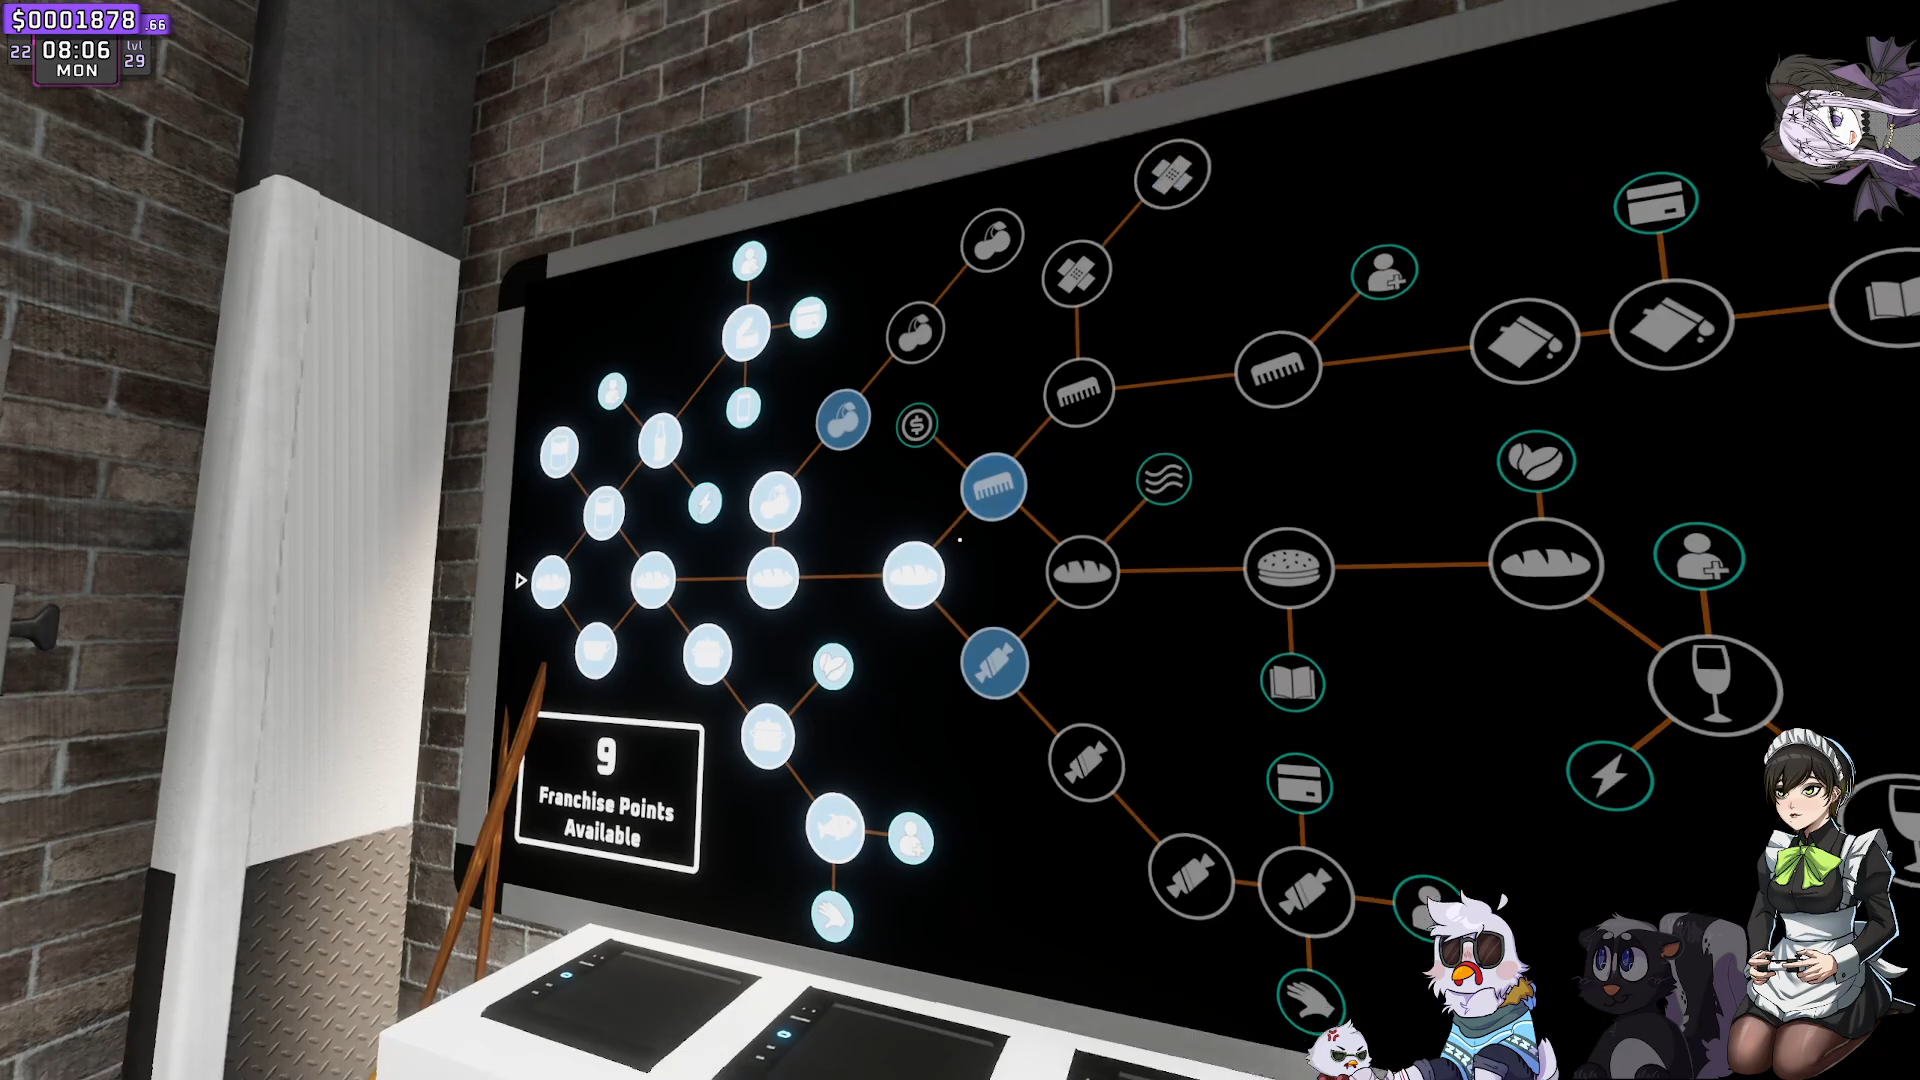 $0001878.66
22 08:06 lvl
MON 29
9
Franchise Points
Available